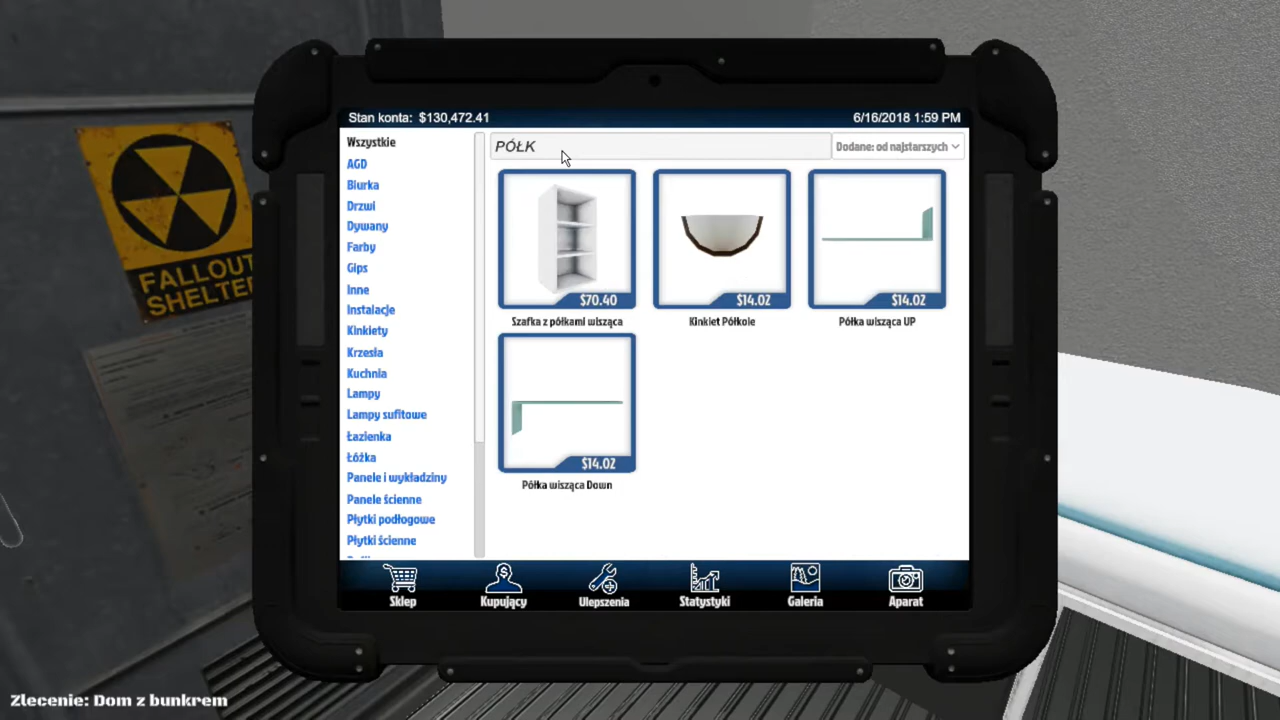 Stan konta: $130,472.41
6/16/2018 1:59 PM
Wszystkie
AGD
Biurka
Drzwi
Dywany
Farby
Gips
Inne
Instalacje
Kinkiety
Krzesła
Kuchnia
Lampy
Lampy sufitowe
Łazienka
Łóżka
Panele i wykładziny
Panele ścienne
Płytki podłogowe
Płytki ścienne
PÓŁK
Dodane: od najstarszych
$70.40
Szafka z półkami wisząca
$14.02
Kinkiet Półkole
$14.02
Półka wisząca UP
$14.02
Półka wisząca Down
Sklep
Kupujący
Ulepszenia
Statystyki
Galeria
Aparat
FALLOUT
SHELTER
Zlecenie: Dom z bunkrem